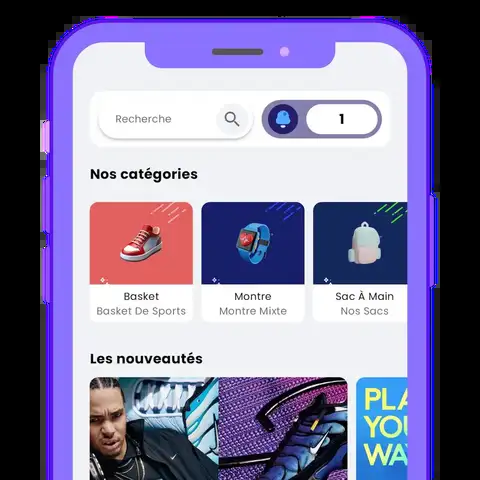 Recherche
1
Nos catégories
Basket
Basket De Sports
Montre
Montre Mixte
Sac À Main
Nos Sacs
Les nouveautés
PLA
YOU
WAY